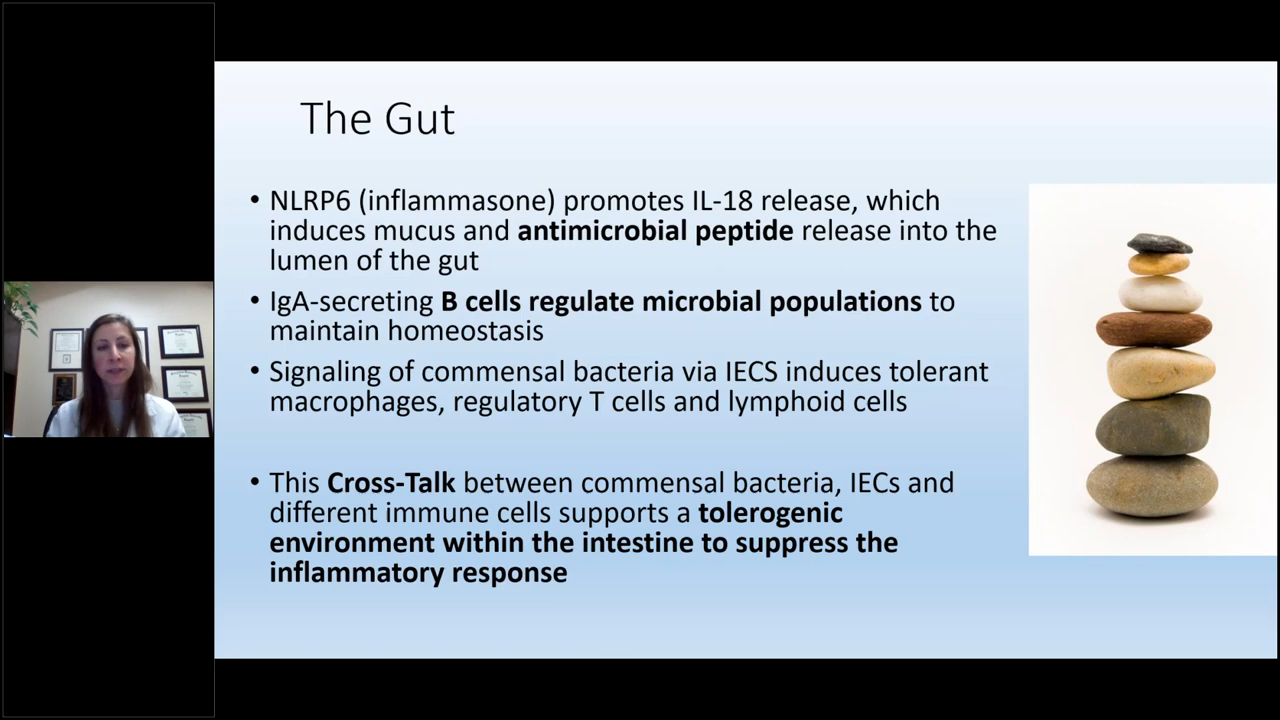 The Gut
• NLRP6 (inflammasone) promotes IL-18 release, which
induces mucus and antimicrobial peptide release into the
lumen of the gut
• IgA-secreting B cells regulate microbial populations to
maintain homeostasis
• Signaling of commensal bacteria via IECS induces tolerant
macrophages, regulatory T cells and lymphoid cells
• This Cross-Talk between commensal bacteria, IECs and
different immune cells supports a tolerogenic
environment within the intestine to suppress the
inflammatory response